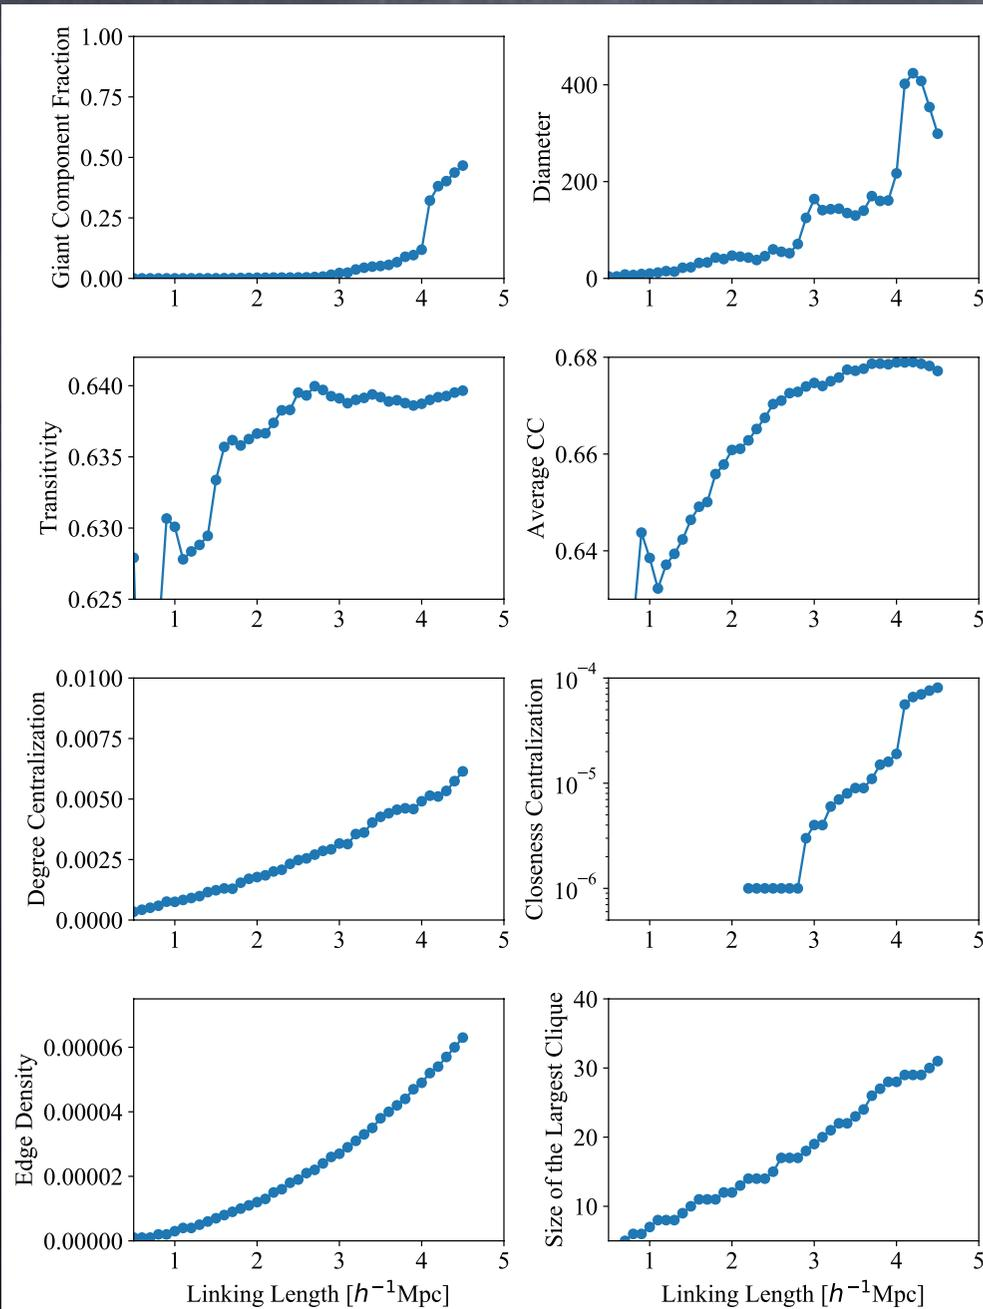 Giant Component Fraction
1.00
0.75
0.50
0.25
0.00
1 2 3 4 5
Diameter
400
200
0
1 2 3 4 5
Transitivity
0.640
0.635
0.630
0.625
1 2 3 4 5
Average CC
0.68
0.66
0.64
1 2 3 4 5
Degree Centralization
0.0100
0.0075
0.0050
0.0025
0.0000
1 2 3 4 5
Closeness Centralization
10⁻⁴
10⁻⁵
10⁻⁶
1 2 3 4 5
Edge Density
0.00006
0.00004
0.00002
0.00000
1 2 3 4 5
Linking Length [h⁻¹Mpc]
Size of the Largest Clique
40
30
20
10
1 2 3 4 5
Linking Length [h⁻¹Mpc]